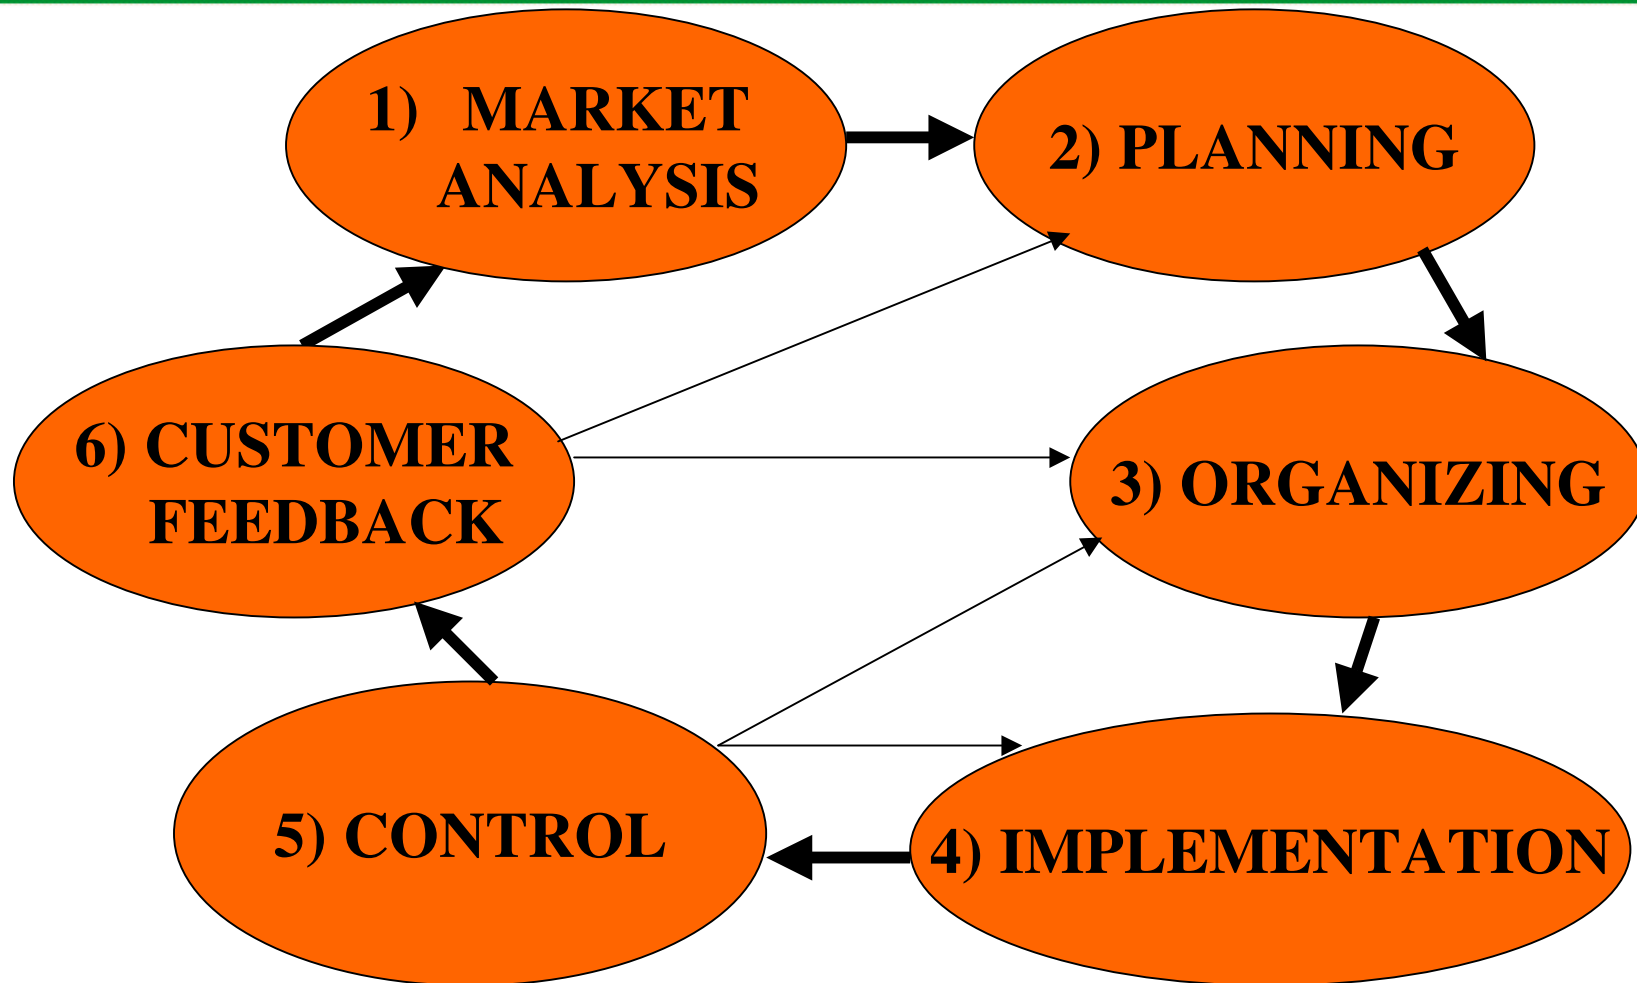 1) MARKET
ANALYSIS
2) PLANNING
6) CUSTOMER
FEEDBACK
3) ORGANIZING
5) CONTROL
4) IMPLEMENTATION